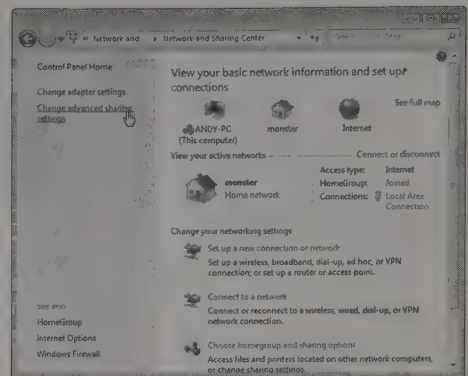 Network and ▸ Network and Sharing Center
Control Panel Home
Change adapter settings
Change advanced sharing
settings
See also
HomeGroup
Internet Options
Windows Firewall
View your basic network information and set up
connections
See full map
ANDY-PC
(This computer)
monster
Internet
View your active networks
Connect or disconnect
monster
Home network
Access type: Internet
HomeGroup: Joined
Connections: Local Area
Connection
Change your networking settings
Set up a new connection or network
Set up a wireless, broadband, dial-up, ad hoc, or VPN
connection; or set up a router or access point.
Connect to a network
Connect or reconnect to a wireless, wired, dial-up, or VPN
network connection.
Choose homegroup and sharing options
Access files and printers located on other network computers,
or change sharing settings.